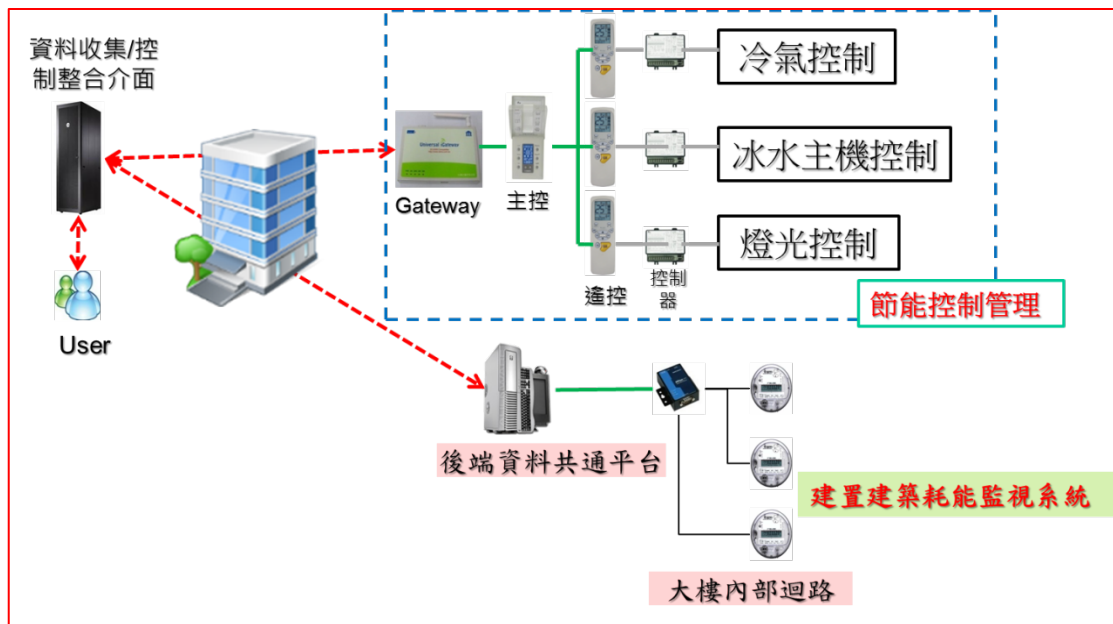 資料收集/控
制整合介面
User
Gateway
主控
遙控
控制
器
冷氣控制
冰水主機控制
燈光控制
節能控制管理
後端資料共通平台
建置建築耗能監視系統
大樓內部迴路